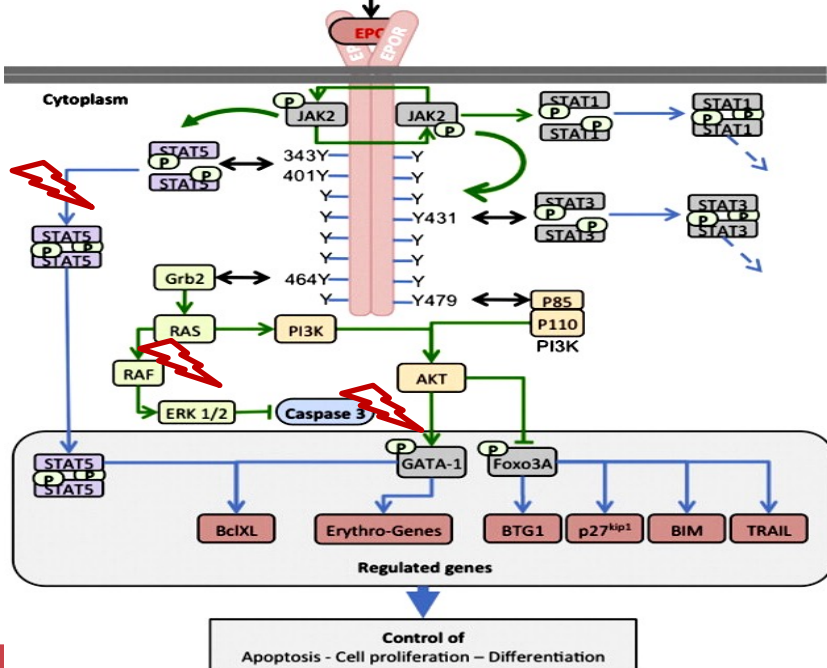 EPO
EPOR
Cytoplasm
P
JAK2
JAK2
P
STAT1
P
P
STAT1
STAT1
P
P
STAT1
STAT5
P
P
STAT5
343Y
Y
401Y
Y
Y
Y
Y
Y431
Y
Y
Y
Y
464Y
Y
Y
Y479
STAT3
P
P
STAT3
STAT3
P
P
STAT3
STAT5
P
P
STAT5
Grb2
P85
RAS
PI3K
P110
PI3K
RAF
AKT
ERK 1/2
Caspase 3
P
GATA-1
P
Foxo3A
STAT5
P
P
STAT5
BclXL
Erythro-Genes
BTG1
p27kip1
BIM
TRAIL
Regulated genes
Control of
Apoptosis - Cell proliferation – Differentiation